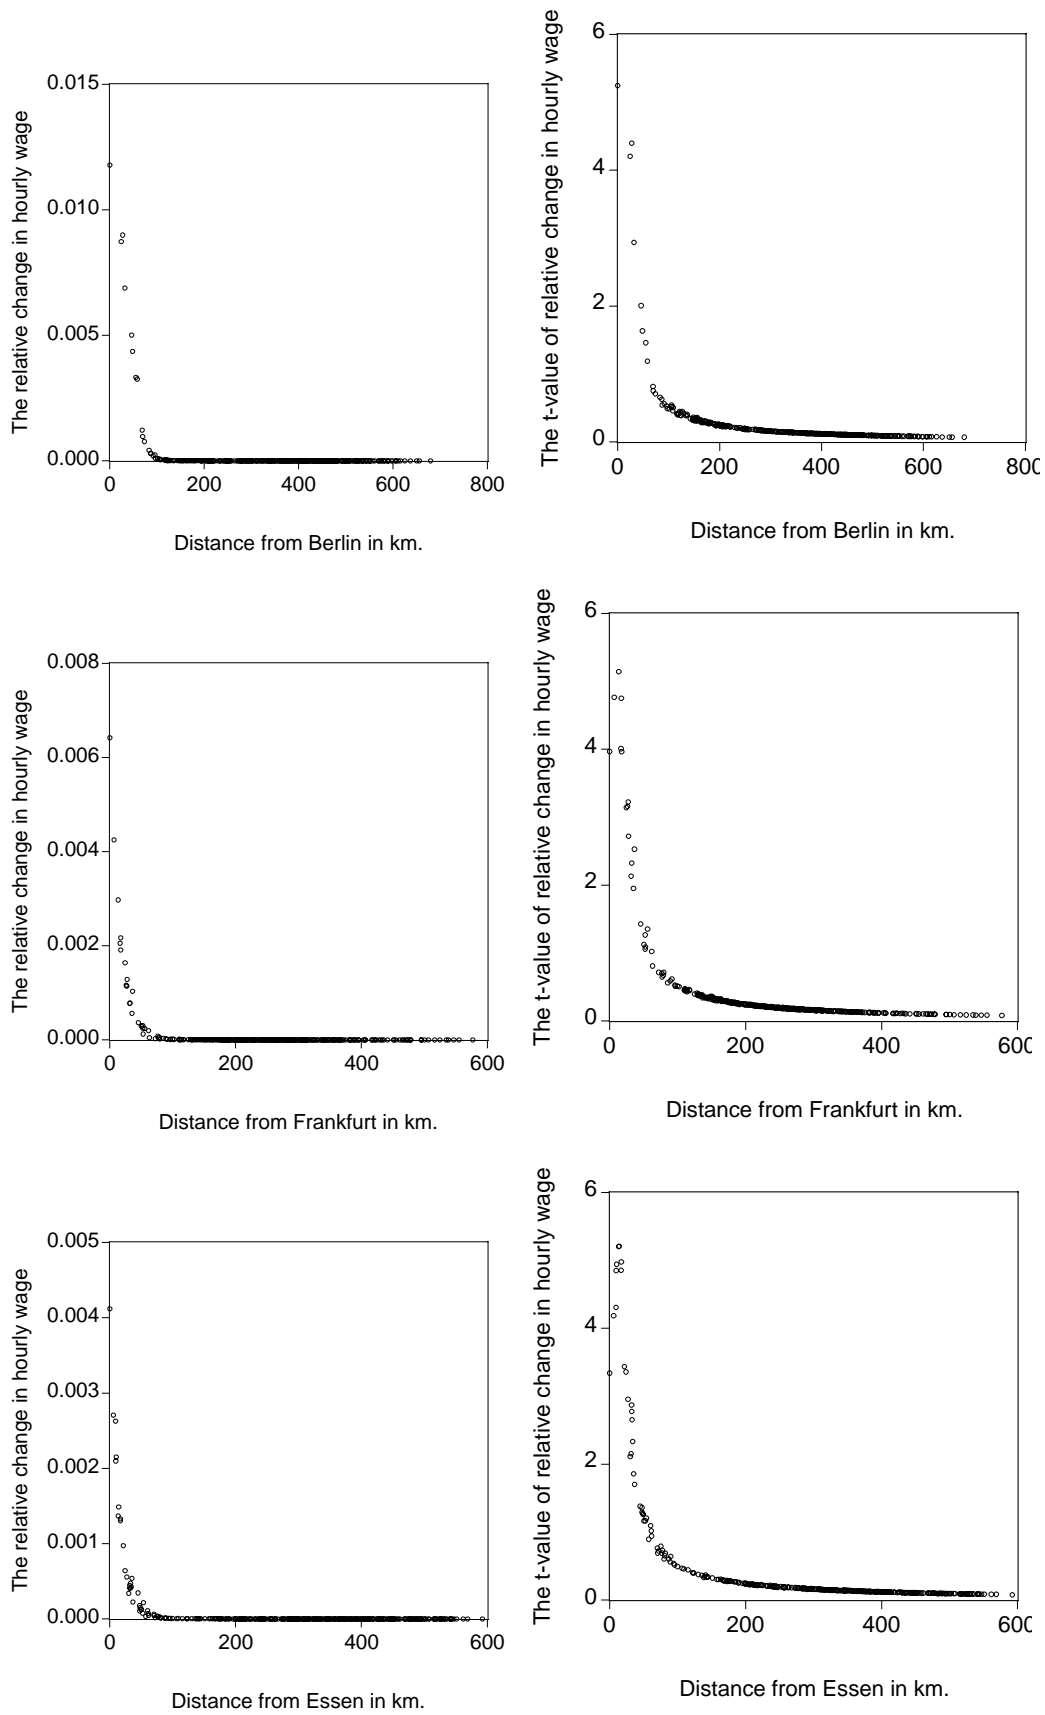 The relative change in hourly wage
0.015
0.010
0.005
0.000
0 200 400 600 800
Distance from Berlin in km.
The t-value of relative change in hourly wage
6
4
2
0
0 200 400 600 800
Distance from Berlin in km.
The relative change in hourly wage
0.008
0.006
0.004
0.002
0.000
0 200 400 600
Distance from Frankfurt in km.
The t-value of relative change in hourly wage
6
4
2
0
0 200 400 600
Distance from Frankfurt in km.
The relative change in hourly wage
0.005
0.004
0.003
0.002
0.001
0.000
0 200 400 600
Distance from Essen in km.
The t-value of relative change in hourly wage
6
4
2
0
0 200 400 600
Distance from Essen in km.